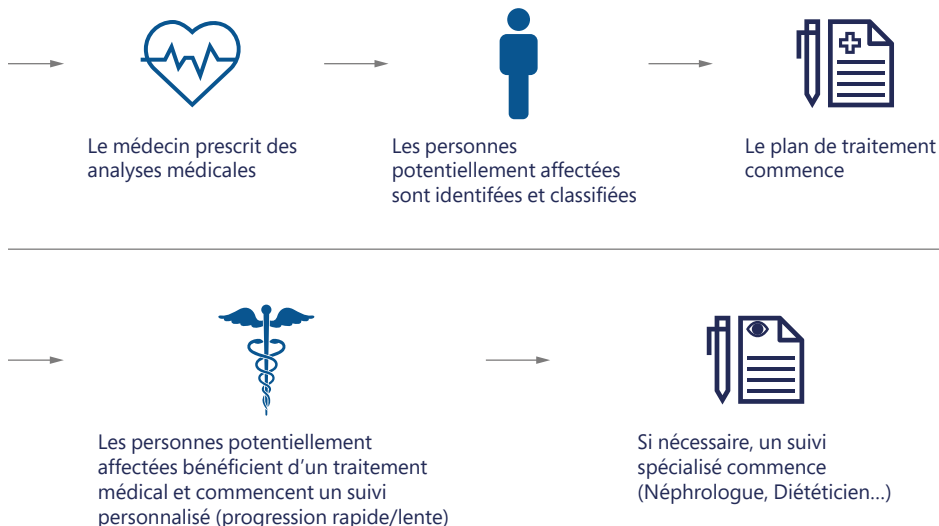 Le médecin prescrit des
analyses médicales
Les personnes
potentiellement affectées
sont identifées et classifiées
Le plan de traitement
commence
Les personnes potentiellement
affectées bénéficient d’un traitement
médical et commencent un suivi
personnalisé (progression rapide/lente)
Si nécessaire, un suivi
spécialisé commence
(Néphrologue, Diététicien...)